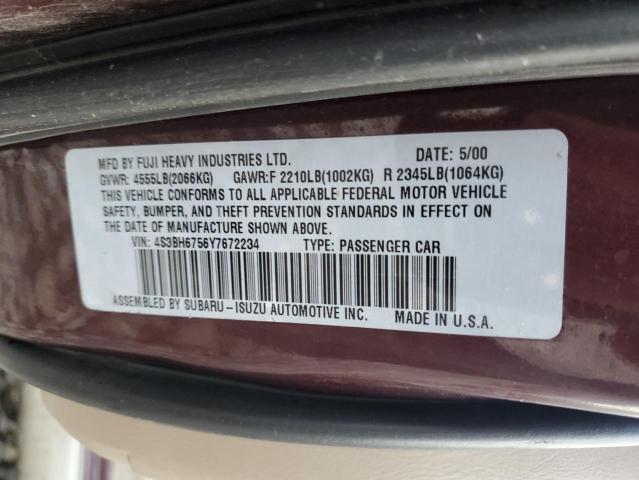 MFD BY FUJI HEAVY INDUSTRIES LTD. DATE: 5/00
GVWR: 4555LB(2066KG) GAWR:F 2210LB(1002KG) R 2345LB(1064KG)
THIS VEHICLE CONFORMS TO ALL APPLICABLE FEDERAL MOTOR VEHICLE
SAFETY, BUMPER, AND THEFT PREVENTION STANDARDS IN EFFECT ON
THE DATE OF MANUFACTURE SHOWN ABOVE.
VIN: 4S3BH6756Y7672234 TYPE: PASSENGER CAR
ASSEMBLED BY SUBARU-ISUZU AUTOMOTIVE INC. MADE IN U.S.A.